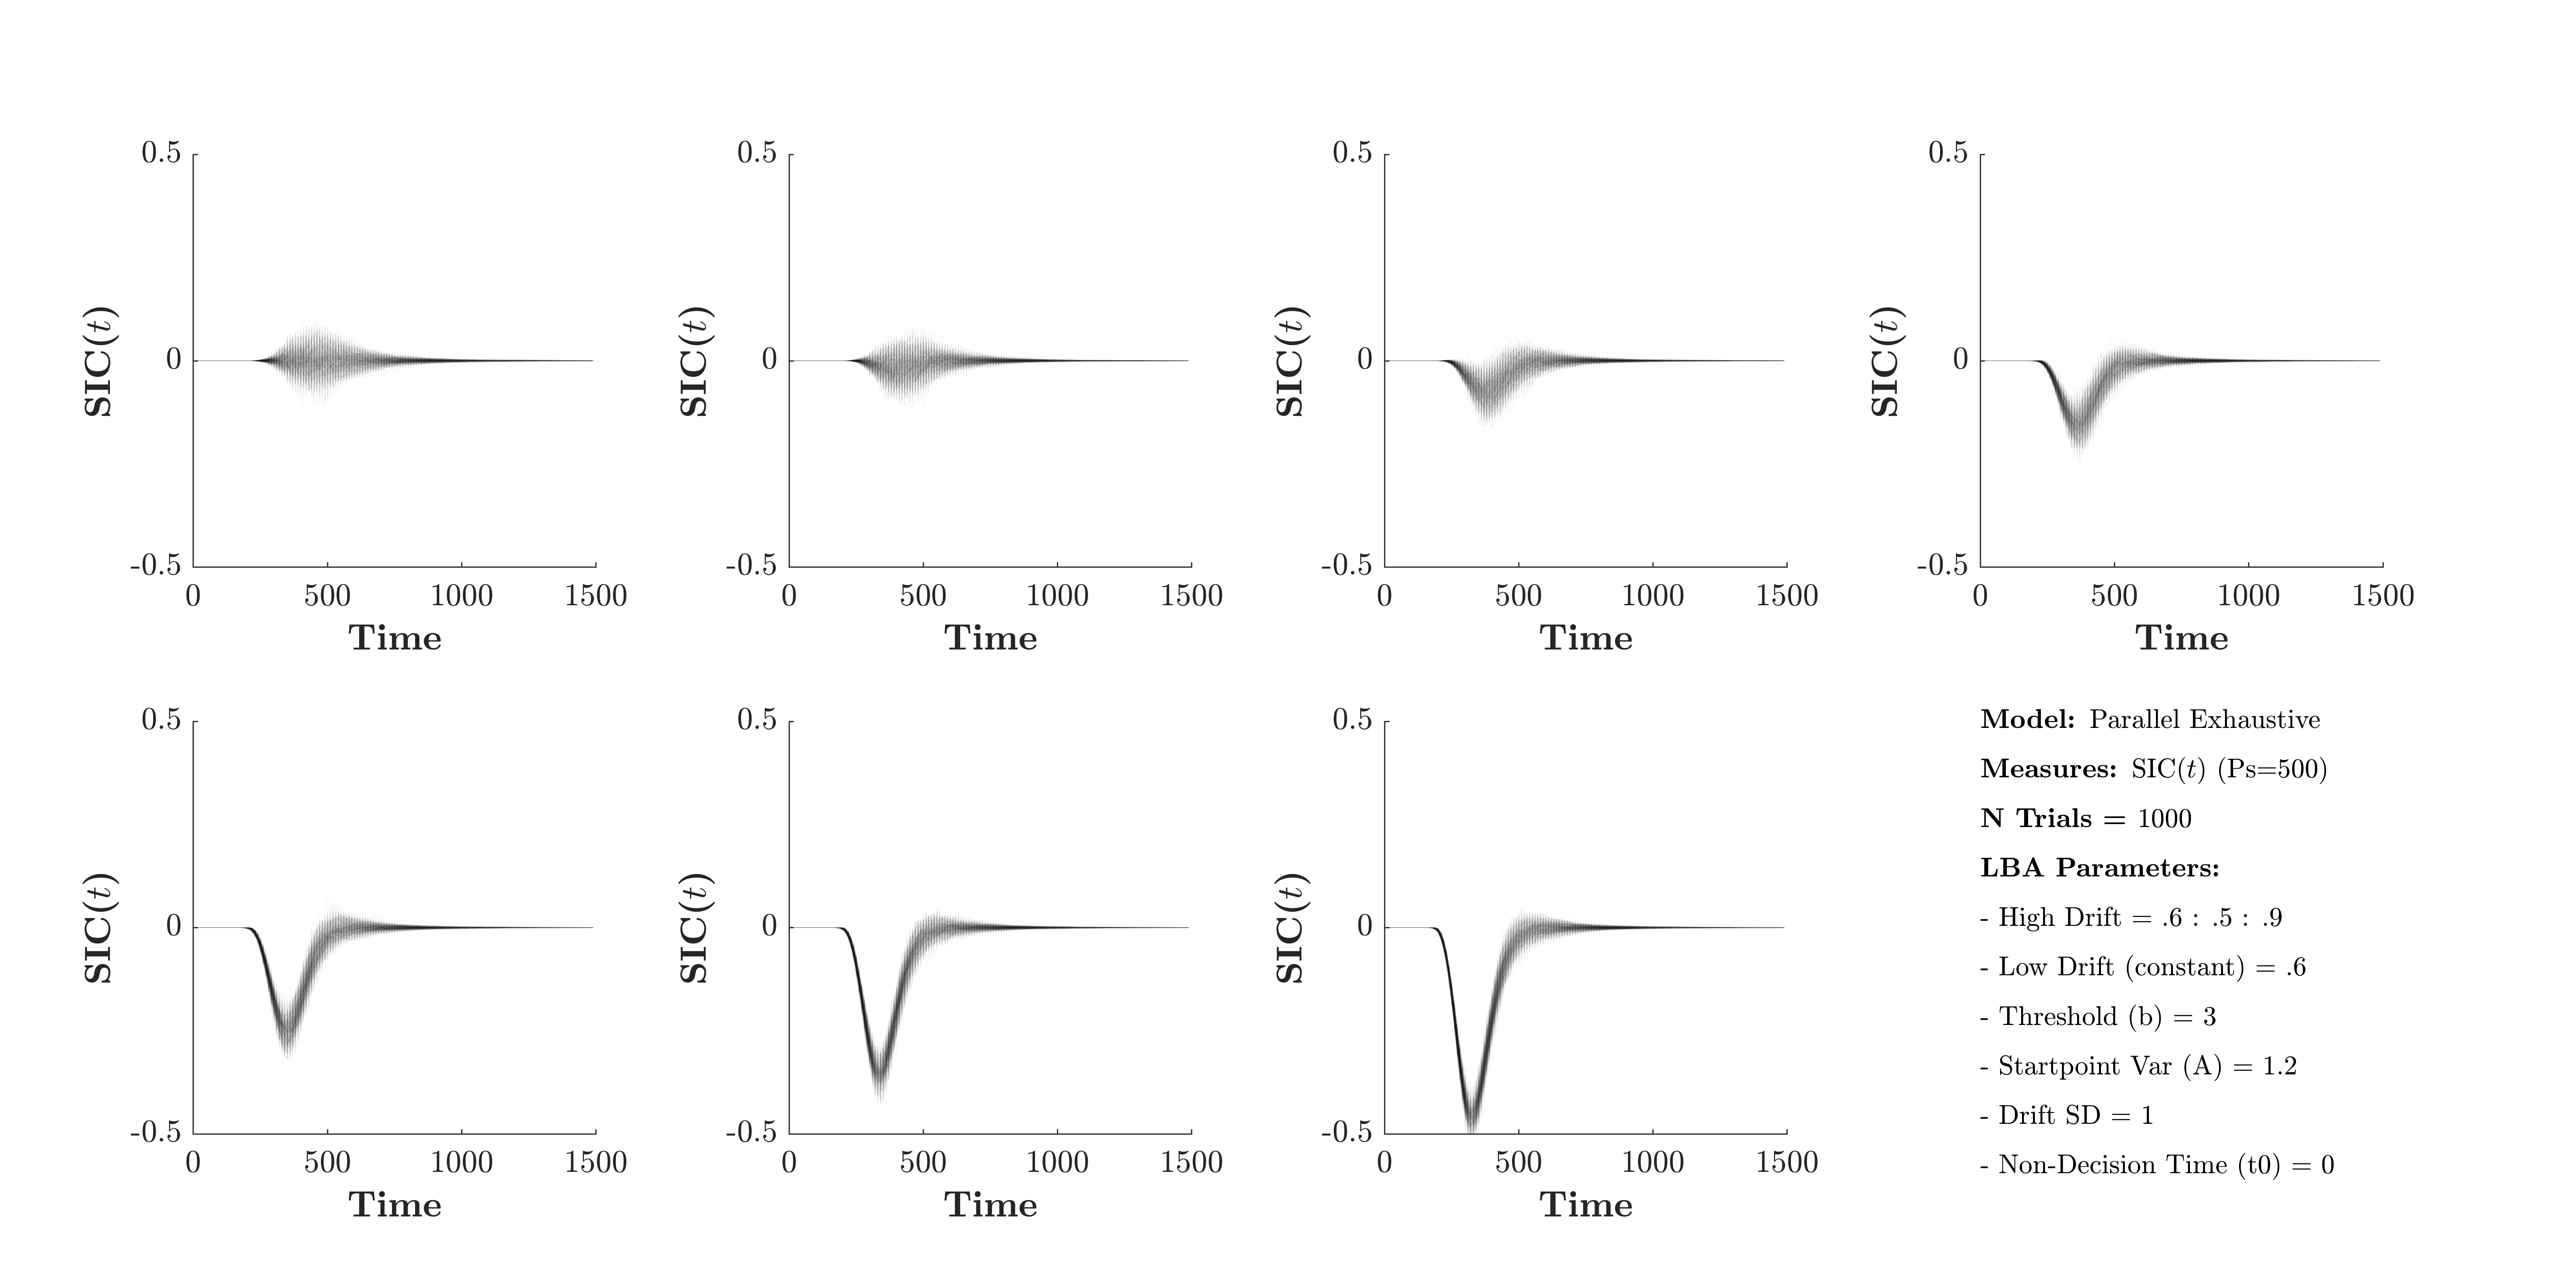 0.5
0
-0.5
SIC(t)
0 500 1000 1500
Time
0.5
0
-0.5
SIC(t)
0 500 1000 1500
Time
0.5
0
-0.5
SIC(t)
0 500 1000 1500
Time
0.5
0
-0.5
SIC(t)
0 500 1000 1500
Time
0.5
0
-0.5
SIC(t)
0 500 1000 1500
Time
0.5
0
-0.5
SIC(t)
0 500 1000 1500
Time
0.5
0
-0.5
SIC(t)
0 500 1000 1500
Time
Model: Parallel Exhaustive
Measures: SIC(t) (Ps=500)
N Trials = 1000
LBA Parameters:
- High Drift = .6 : .5 : .9
- Low Drift (constant) = .6
- Threshold (b) = 3
- Startpoint Var (A) = 1.2
- Drift SD = 1
- Non-Decision Time (t0) = 0